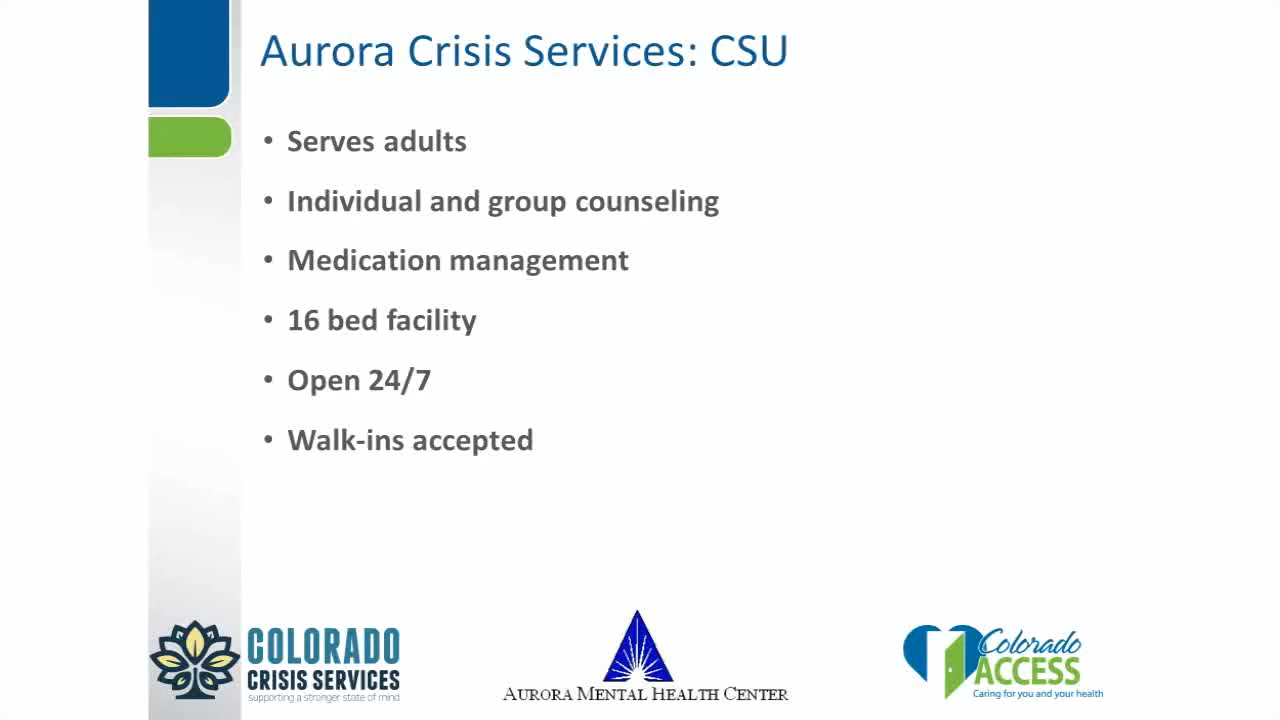 Aurora Crisis Services: CSU
• Serves adults
• Individual and group counseling
• Medication management
• 16 bed facility
• Open 24/7
• Walk-ins accepted
COLORADO
CRISIS SERVICES
supporting a stronger state of mind
AURORA MENTAL HEALTH CENTER
Colorado
ACCESS
Caring for you and your health